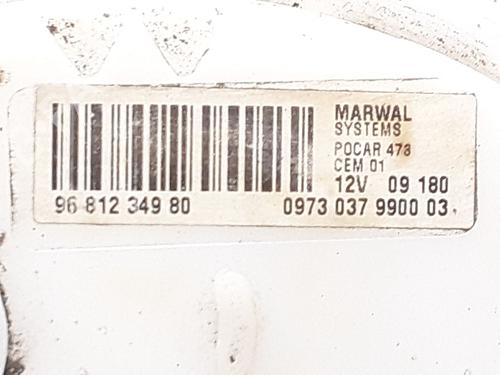 MARWAL
SYSTEMS
POCAR 473
CEM 01
12V 09 180
96 812 349 80
0973 037 9900 03